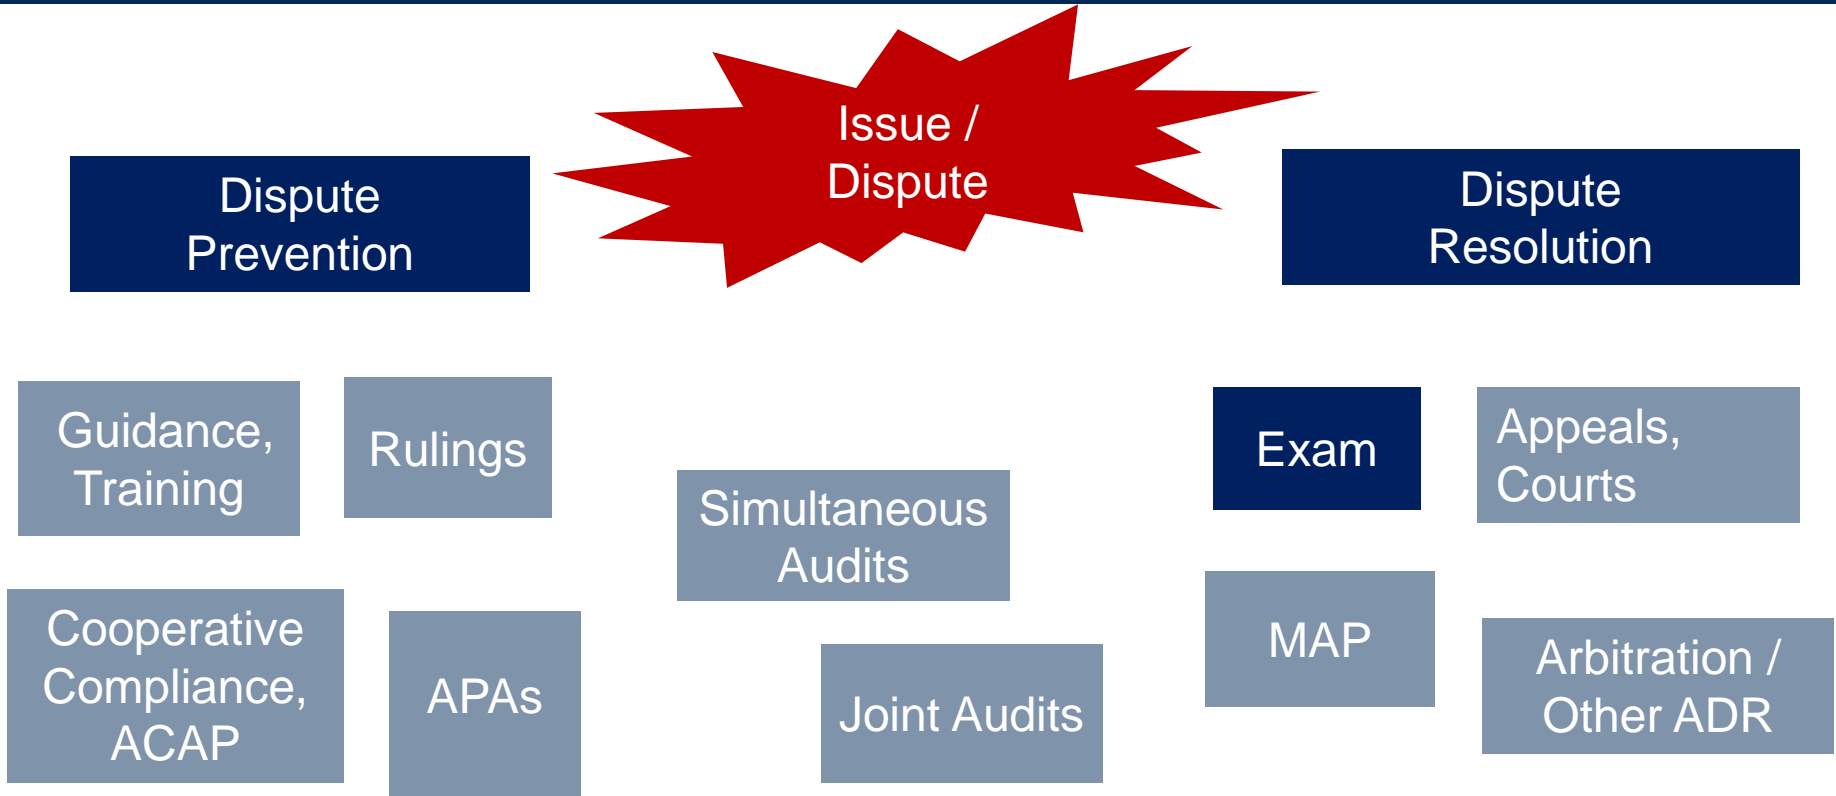 Issue /
Dispute
Dispute
Prevention
Dispute
Resolution
Guidance,
Training
Rulings
Simultaneous
Audits
Exam
Appeals,
Courts
Cooperative
Compliance,
ACAP
APAs
Joint Audits
MAP
Arbitration /
Other ADR